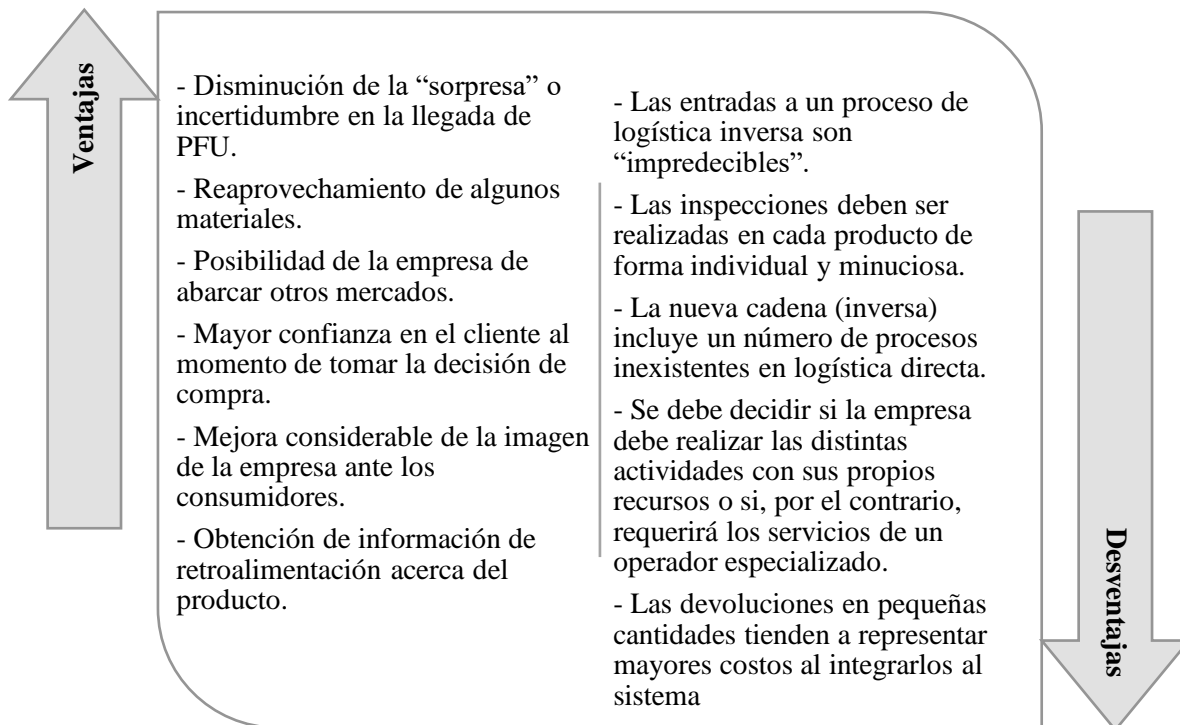 Ventajas
- Disminución de la “sorpresa” o
incertidumbre en la llegada de
PFU.
- Reaprovechamiento de algunos
materiales.
- Posibilidad de la empresa de
abarcar otros mercados.
- Mayor confianza en el cliente al
momento de tomar la decisión de
compra.
- Mejora considerable de la imagen
de la empresa ante los
consumidores.
- Obtención de información de
retroalimentación acerca del
producto.
- Las entradas a un proceso de
logística inversa son
“impredecibles”.
- Las inspecciones deben ser
realizadas en cada producto de
forma individual y minuciosa.
- La nueva cadena (inversa)
incluye un número de procesos
inexistentes en logística directa.
- Se debe decidir si la empresa
debe realizar las distintas
actividades con sus propios
recursos o si, por el contrario,
requerirá los servicios de un
operador especializado.
- Las devoluciones en pequeñas
cantidades tienden a representar
mayores costos al integrarlos al
sistema
Desventajas